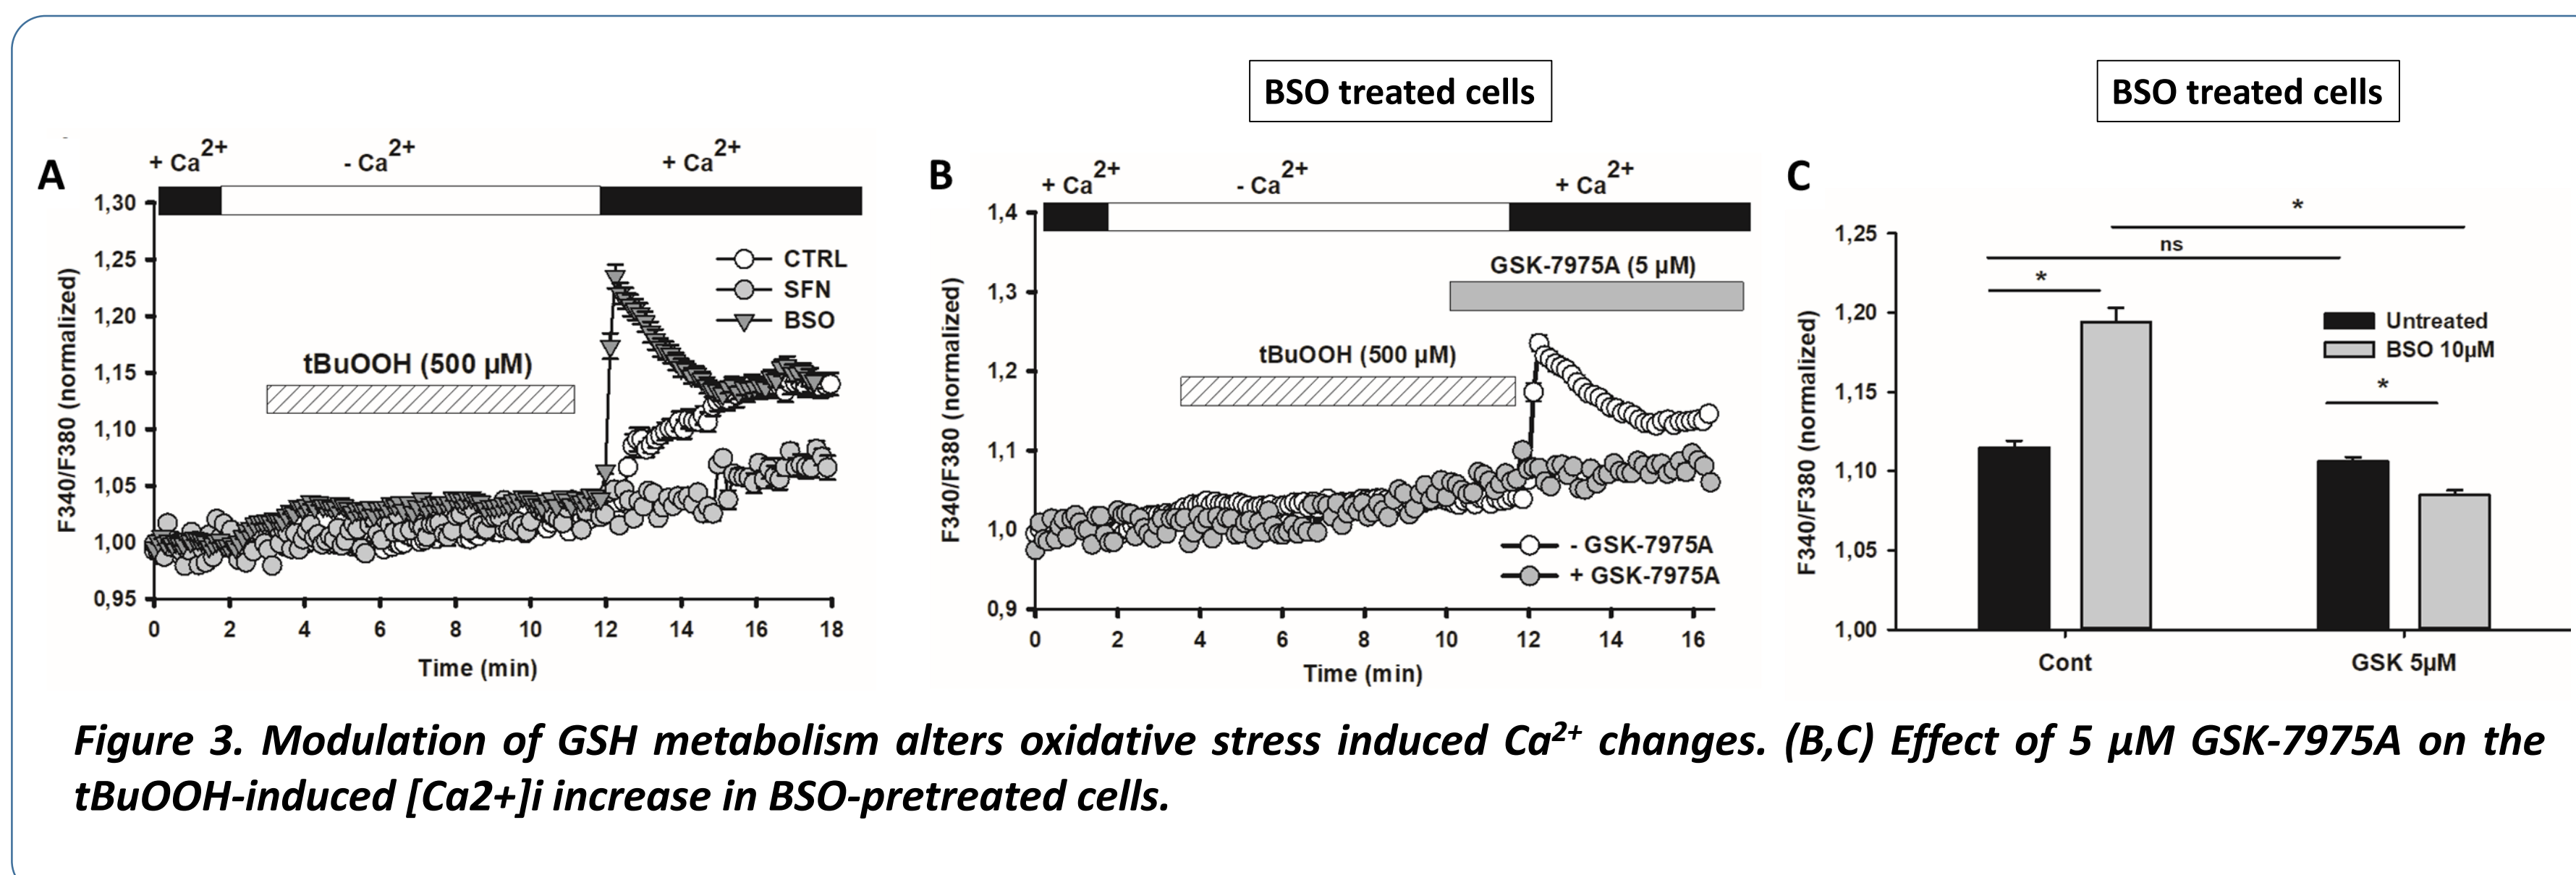 BSO treated cells
BSO treated cells
A
+ Ca2+
- Ca2+
+ Ca2+
1,30
1,25
1,20
1,15
1,10
1,05
1,00
0,95
F340/F380 (normalized)
CTRL
SFN
BSO
tBuOOH (500 µM)
0 2 4 6 8 10 12 14 16 18
Time (min)
B
+ Ca2+
- Ca2+
+ Ca2+
1,4
1,3
1,2
1,1
1,0
0,9
F340/F380 (normalized)
GSK-7975A (5 µM)
tBuOOH (500 µM)
- GSK-7975A
+ GSK-7975A
0 2 4 6 8 10 12 14 16
Time (min)
C
1,25
1,20
1,15
1,10
1,05
1,00
F340/F380 (normalized)
*
ns
*
Untreated
BSO 10µM
*
Cont
GSK 5µM
Figure 3. Modulation of GSH metabolism alters oxidative stress induced Ca2+ changes. (B,C) Effect of 5 µM GSK-7975A on the
tBuOOH-induced [Ca2+]i increase in BSO-pretreated cells.